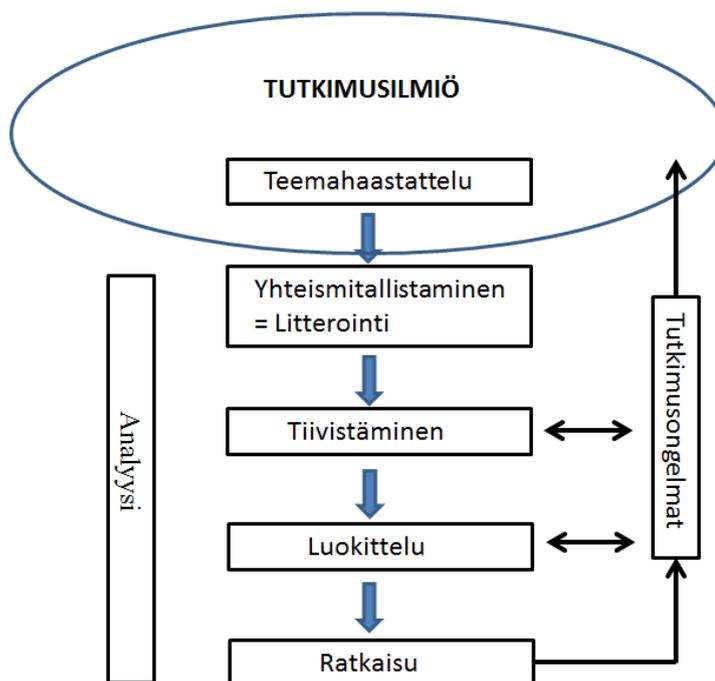 TUTKIMUSILMIÖ
Teemahaastattelu
Yhteismitallistaminen
= Litterointi
Tiivistäminen
Luokittelu
Ratkaisu
Analyysi
Tutkimusongelmat